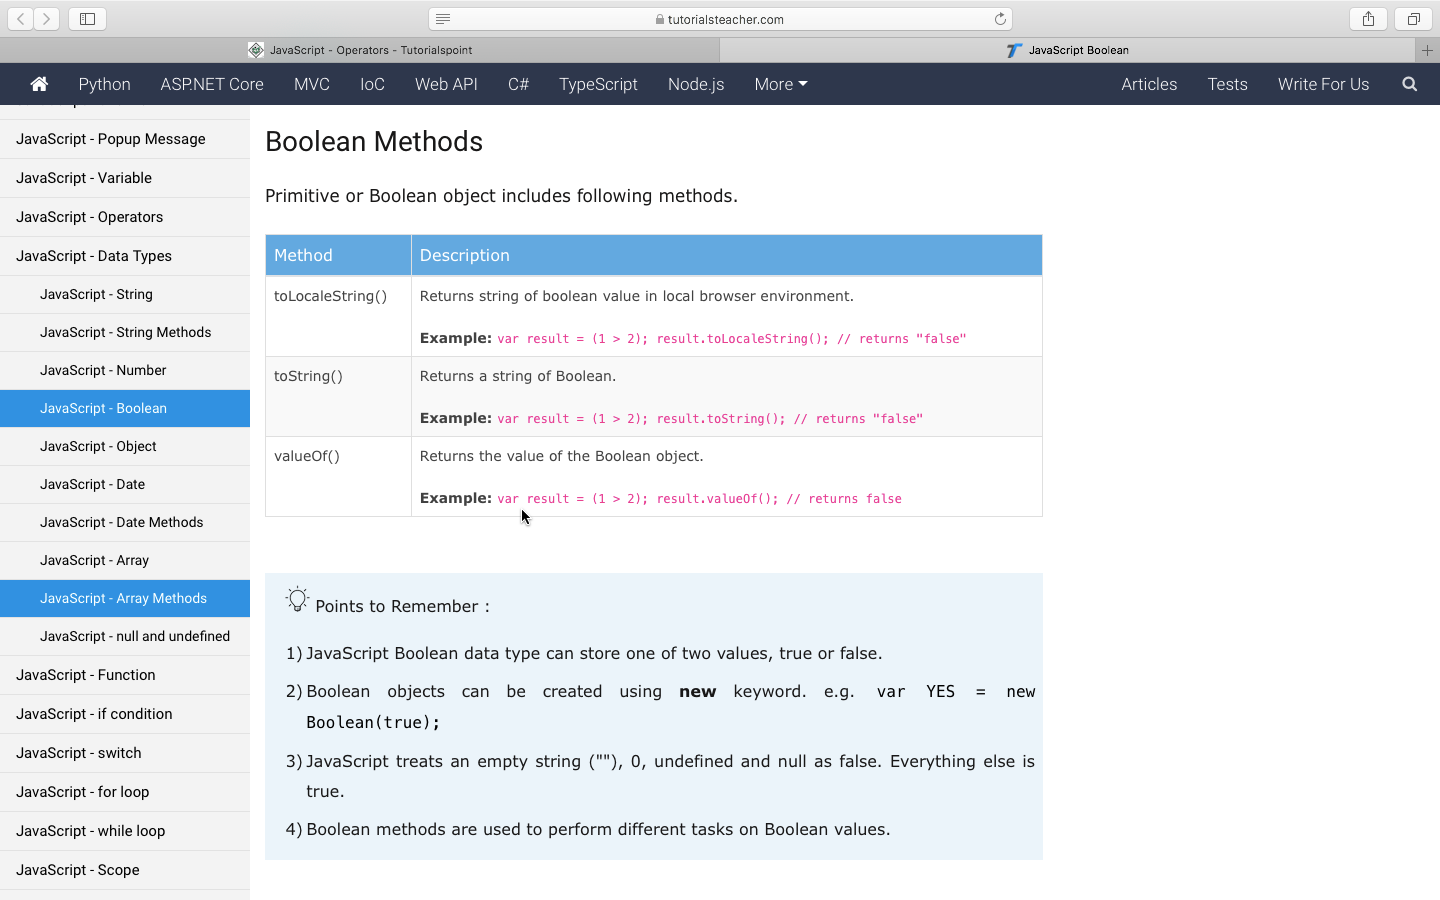 tutorialsteacher.com
JavaScript - Operators - Tutorialspoint
JavaScript Boolean
Python ASP.NET Core MVC IoC Web API C# TypeScript Node.js More Articles Tests Write For Us
JavaScript - Popup Message
JavaScript - Variable
JavaScript - Operators
JavaScript - Data Types
JavaScript - String
JavaScript - String Methods
JavaScript - Number
JavaScript - Boolean
JavaScript - Object
JavaScript - Date
JavaScript - Date Methods
JavaScript - Array
JavaScript - Array Methods
JavaScript - null and undefined
JavaScript - Function
JavaScript - if condition
JavaScript - switch
JavaScript - for loop
JavaScript - while loop
JavaScript - Scope
Boolean Methods
Primitive or Boolean object includes following methods.
Method Description
toLocaleString() Returns string of boolean value in local browser environment.
Example: var result = (1 > 2); result.toLocaleString(); // returns "false"
toString() Returns a string of Boolean.
Example: var result = (1 > 2); result.toString(); // returns "false"
valueOf() Returns the value of the Boolean object.
Example: var result = (1 > 2); result.valueOf(); // returns false
Points to Remember :
1) JavaScript Boolean data type can store one of two values, true or false.
2) Boolean objects can be created using new keyword. e.g. var YES = new
Boolean(true);
3) JavaScript treats an empty string (""), 0, undefined and null as false. Everything else is
true.
4) Boolean methods are used to perform different tasks on Boolean values.